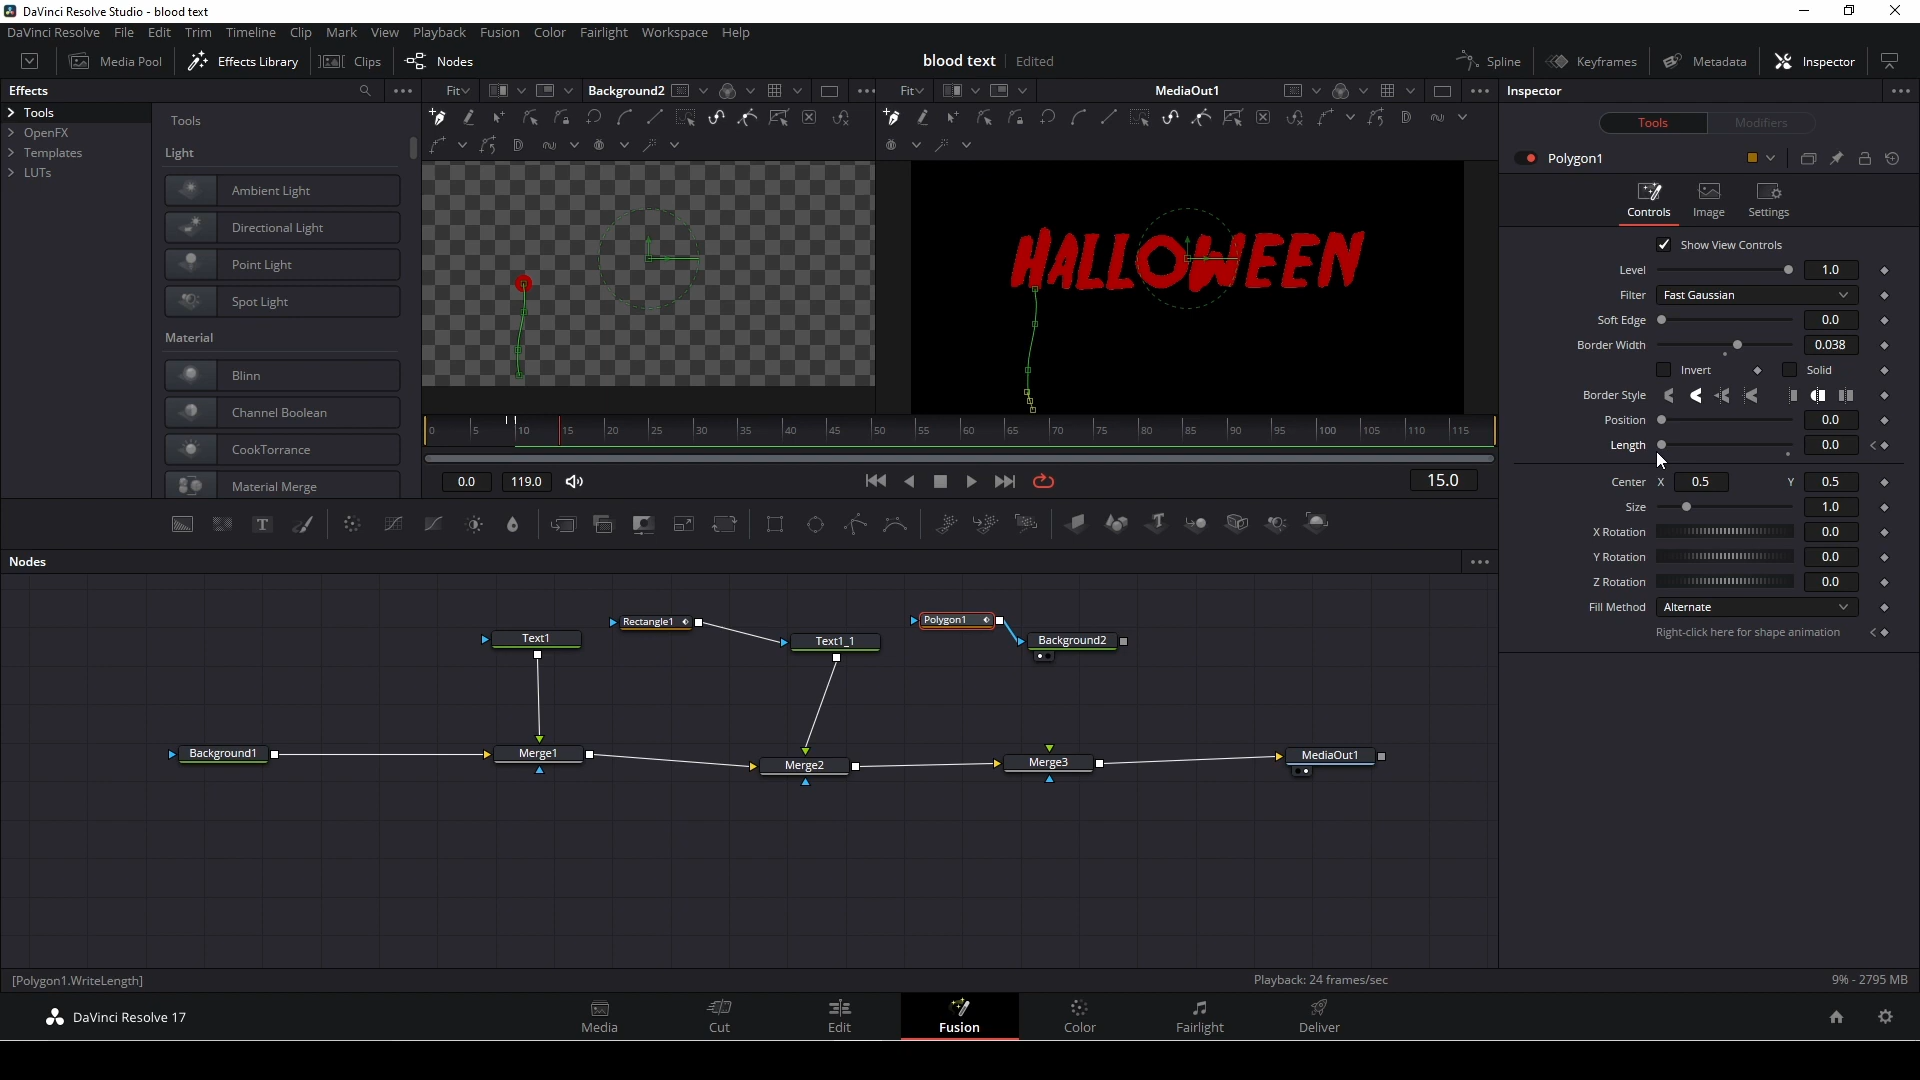 DaVinci Resolve Studio - blood text
DaVinci Resolve File Edit Trim Timeline Clip Mark View Playback Fusion Color Fairlight Workspace Help
Media Pool Effects Library Clips Nodes blood text Edited Spline Keyframes Metadata Inspector
Effects Fit Background2 Fit MediaOut1 Inspector
Tools
OpenFX
Templates
LUTs
Tools
Light
Ambient Light
Directional Light
Point Light
Spot Light
Material
Blinn
Channel Boolean
CookTorrance
Material Merge
HALLOWEEN
0 5 10 15 20 25 30 35 40 45 50 55 60 65 70 75 80 85 90 95 100 105 110 115
0.0 119.0 15.0
Tools Modifiers
Polygon1
Controls Image Settings
Show View Controls
Level 1.0
Filter Fast Gaussian
Soft Edge 0.0
Border Width 0.038
Invert Solid
Border Style
Position 0.0
Length 0.0
Center X 0.5 Y 0.5
Size 1.0
X Rotation 0.0
Y Rotation 0.0
Z Rotation 0.0
Fill Method Alternate
Right-click here for shape animation
Nodes
Rectangle1 Polygon1
Text1 Text1_1 Background2
Background1 Merge1 Merge2 Merge3 MediaOut1
[Polygon1.WriteLength] Playback: 24 frames/sec 9% - 2795 MB
DaVinci Resolve 17 Media Cut Edit Fusion Color Fairlight Deliver